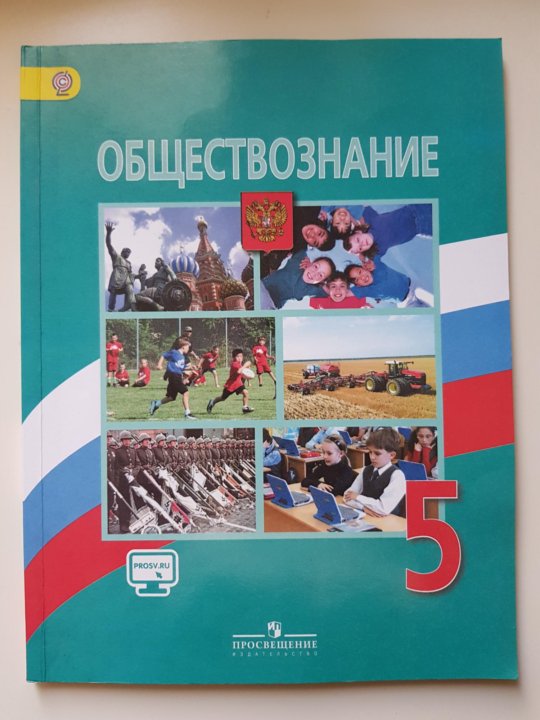 ОБЩЕСТВОЗНАНИЕ
5
PROSV.RU
ПРОСВЕЩЕНИЕ
ИЗДАТЕЛЬСТВО